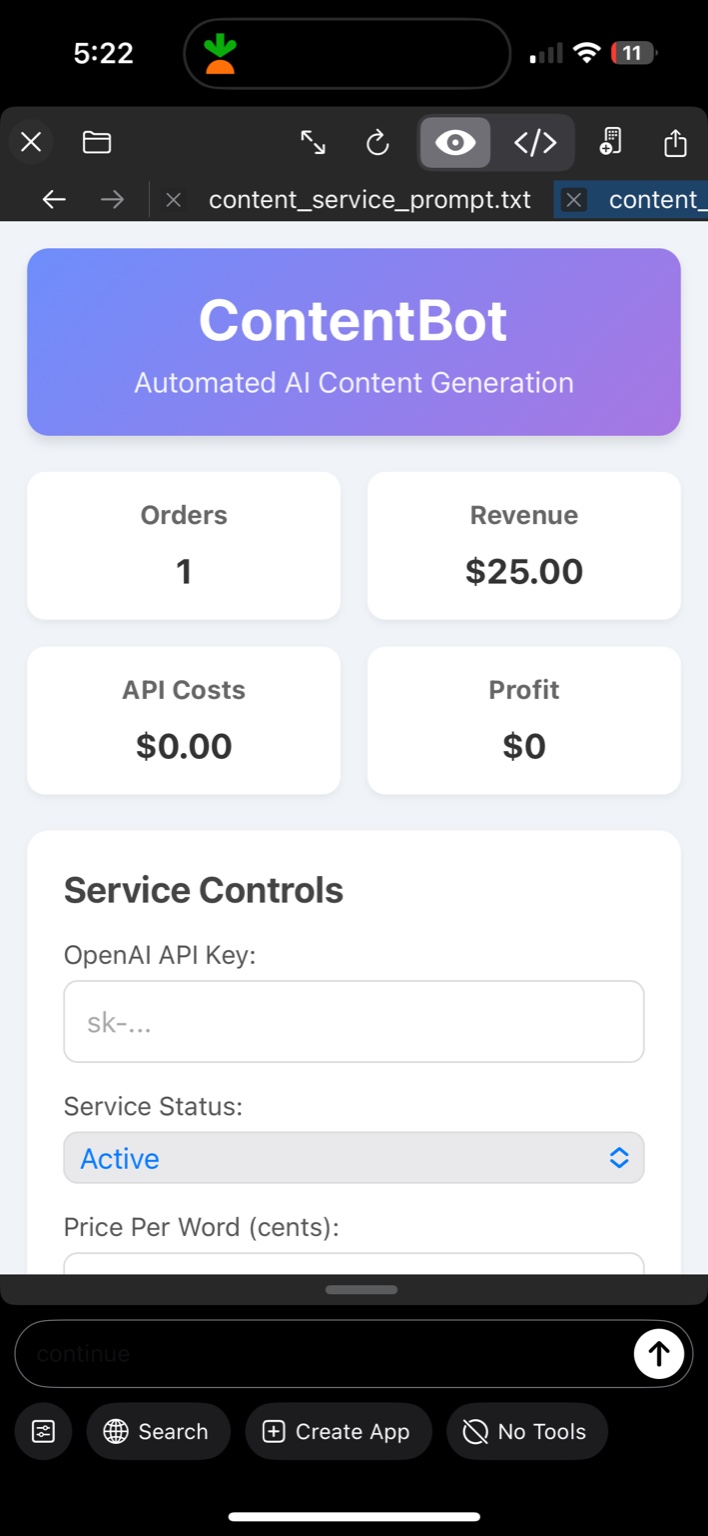 5:22
11
content_service_prompt.txt
content_
ContentBot
Automated AI Content Generation
Orders
1
Revenue
$25.00
API Costs
$0.00
Profit
$0
Service Controls
OpenAI API Key:
sk-...
Service Status:
Active
Price Per Word (cents):
continue
Search
Create App
No Tools